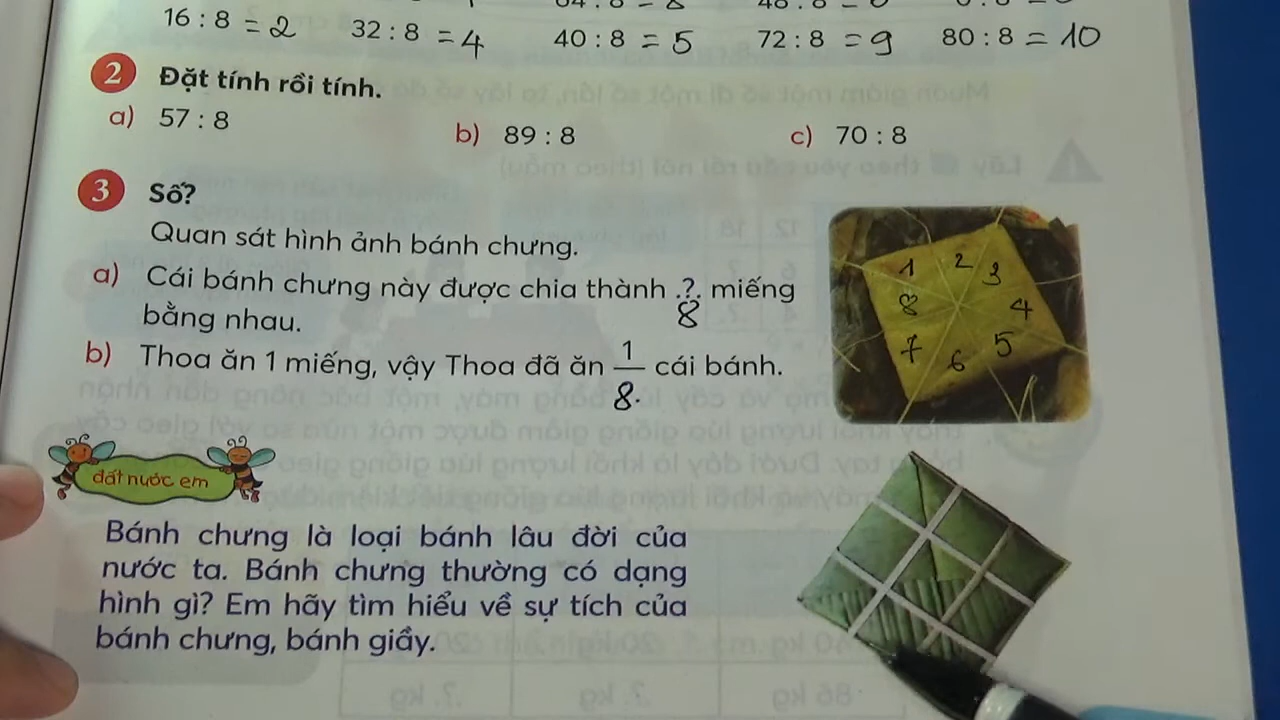 16 : 8 = 2 32 : 8 = 4 40 : 8 = 5 72 : 8 = 9 80 : 8 = 10
2 Đặt tính rồi tính.
a) 57 : 8 b) 89 : 8 c) 70 : 8
3 Số?
Quan sát hình ảnh bánh chưng.
a) Cái bánh chưng này được chia thành .?. miếng
8
bằng nhau.
b) Thoa ăn 1 miếng, vậy Thoa đã ăn 1/8 cái bánh.
1 2 3
8 4
7 6 5
đất nước em
Bánh chưng là loại bánh lâu đời của
nước ta. Bánh chưng thường có dạng
hình gì? Em hãy tìm hiểu về sự tích của
bánh chưng, bánh giầy.